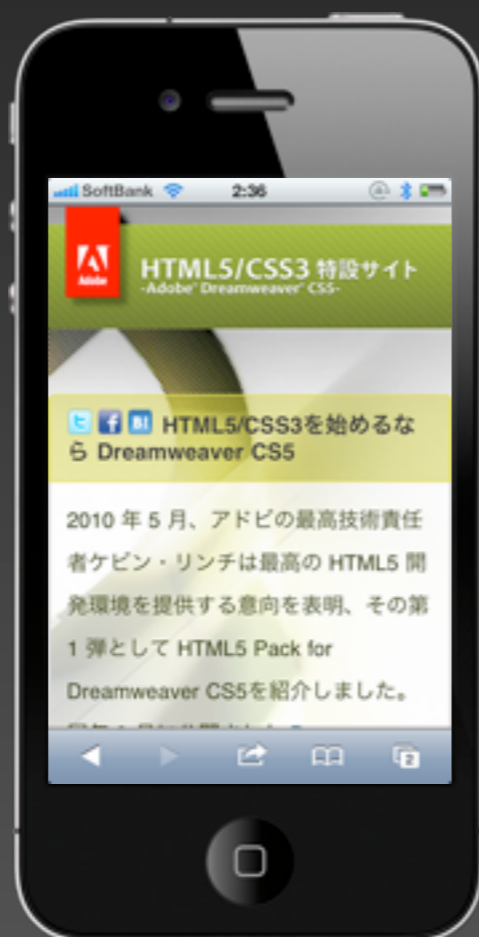 SoftBank
2:36
Adobe
HTML5/CSS3 特設サイト
-Adobe® Dreamweaver® CS5-
B! HTML5/CSS3を始めるな
ら Dreamweaver CS5
2010 年 5 月、アドビの最高技術責任
者ケビン・リンチは最高の HTML5 開
発環境を提供する意向を表明、その第
1 弾として HTML5 Pack for
Dreamweaver CS5を紹介しました。
2